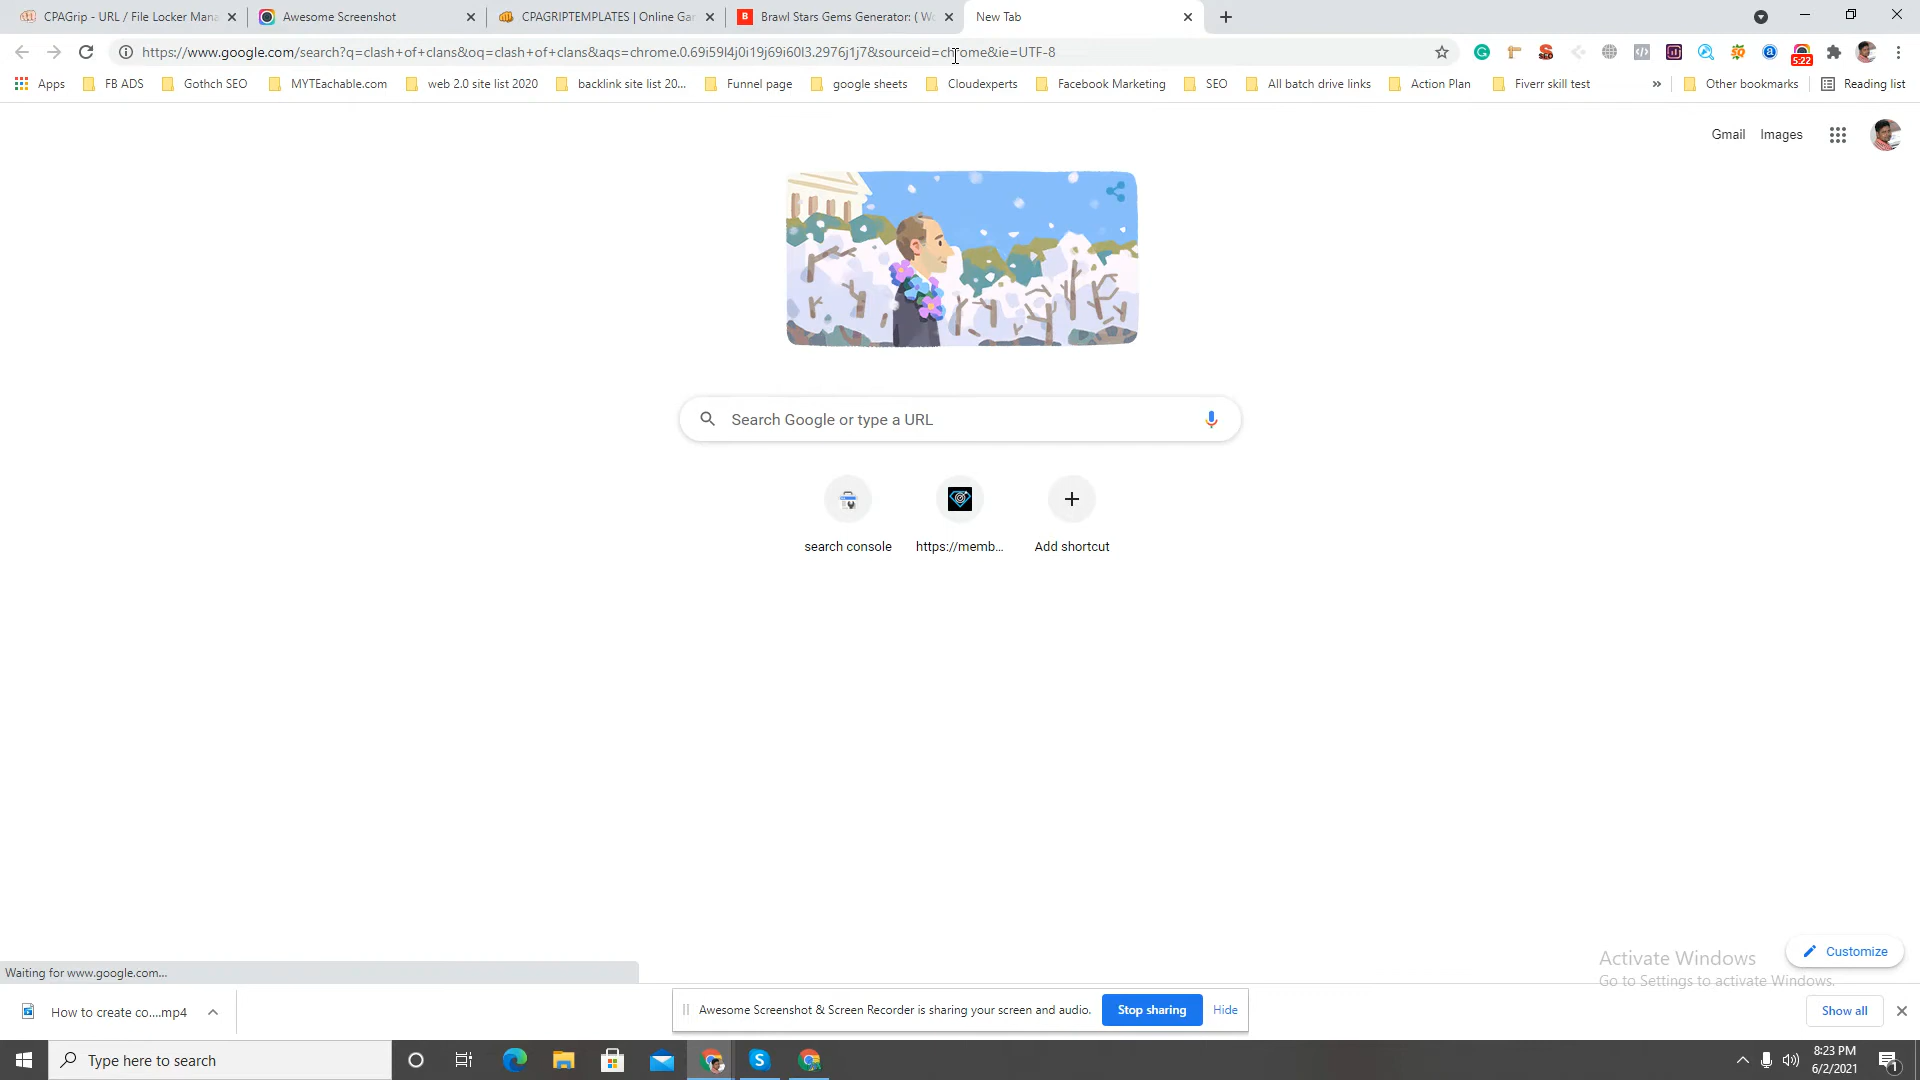 CPAGrip - URL / File Locker Mana
Awesome Screenshot
CPAGRIPTEMPLATES | Online Gar
Brawl Stars Gems Generator: ( Wo
New Tab
https://www.google.com/search?q=clash+of+clans&oq=clash+of+clans&aqs=chrome.0.69i59l4j0i19j69i60l3.2976j1j7&sourceid=chrome&ie=UTF-8
5:22
Apps
FB ADS
Gothch SEO
MYTEachable.com
web 2.0 site list 2020
backlink site list 20...
Funnel page
google sheets
Cloudexperts
Facebook Marketing
SEO
All batch drive links
Action Plan
Fiverr skill test
»
Other bookmarks
Reading list
Gmail
Images
Search Google or type a URL
search console
https://memb...
Add shortcut
Activate Windows
Go to Settings to activate Windows.
Customize
Waiting for www.google.com...
How to create co....mp4
Awesome Screenshot & Screen Recorder is sharing your screen and audio.
Stop sharing
Hide
Show all
Type here to search
8:23 PM
6/2/2021
1